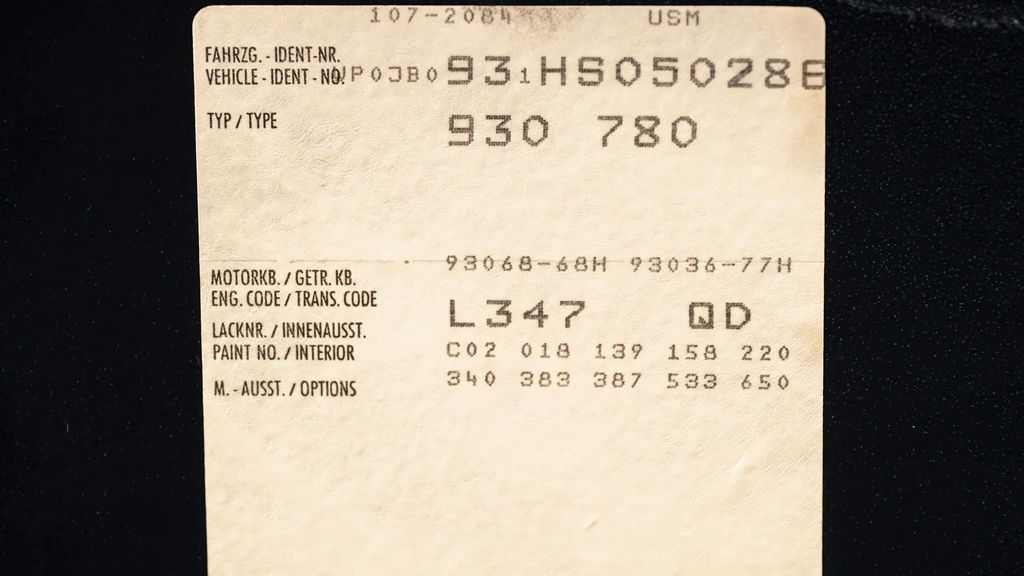 107-2084 USM
FAHRZG. - IDENT-NR.
VEHICLE - IDENT - NO. WP0JB0931HS050286
TYP / TYPE 930 780
93068-68H 93036-77H
MOTORKB. / GETR. KB.
ENG. CODE / TRANS. CODE
L347 QD
LACKNR. / INNENAUSST.
PAINT NO. / INTERIOR C02 018 139 158 220
M. - AUSST. / OPTIONS 340 383 387 533 650